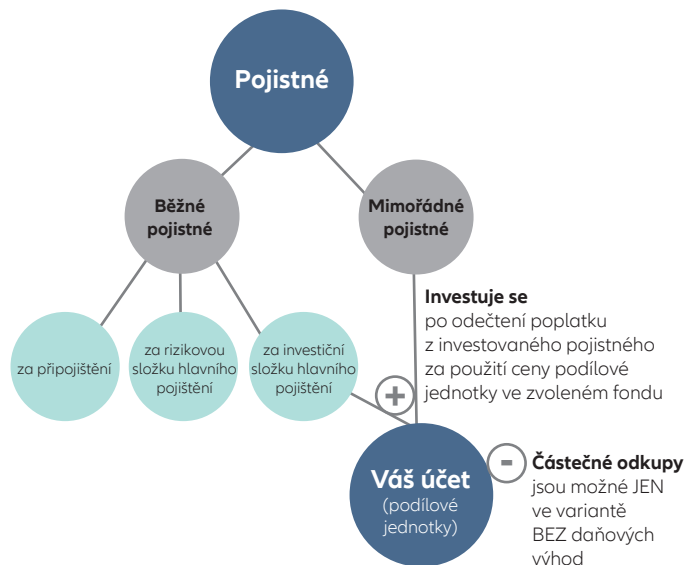 Pojistné
Běžné
pojistné
Mimořádné
pojistné
Investuje se
po odečtení poplatku
z investovaného pojistného
za použití ceny podílové
jednotky ve zvoleném fondu
za připojištění
za rizikovou
složku hlavního
pojištění
za investiční
složku hlavního
pojištění
+
Váš účet
(podílové
jednotky)
-
Částečné odkupy
jsou možné JEN
ve variantě
BEZ daňových
výhod